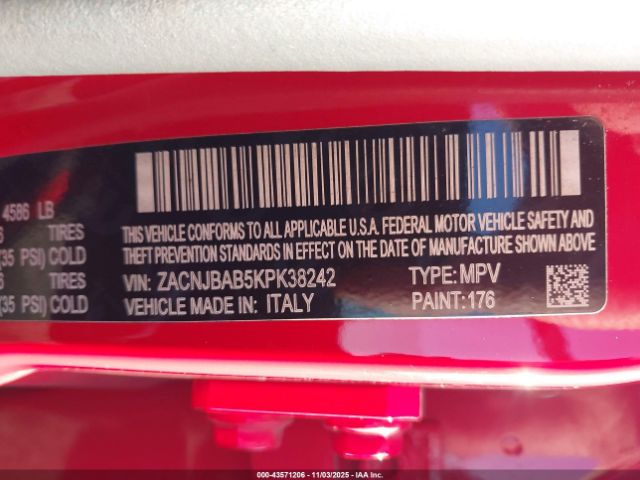 4586 LB
TIRES
(35 PSI) COLD
TIRES
(35 PSI) COLD
THIS VEHICLE CONFORMS TO ALL APPLICABLE U.S.A. FEDERAL MOTOR VEHICLE SAFETY AND
THEFT PREVENTION STANDARDS IN EFFECT ON THE DATE OF MANUFACTURE SHOWN ABOVE
VIN: ZACNJBAB5KPK38242 TYPE: MPV
VEHICLE MADE IN: ITALY PAINT: 176
000-43571206 - 11/03/2025 - IAA Inc.